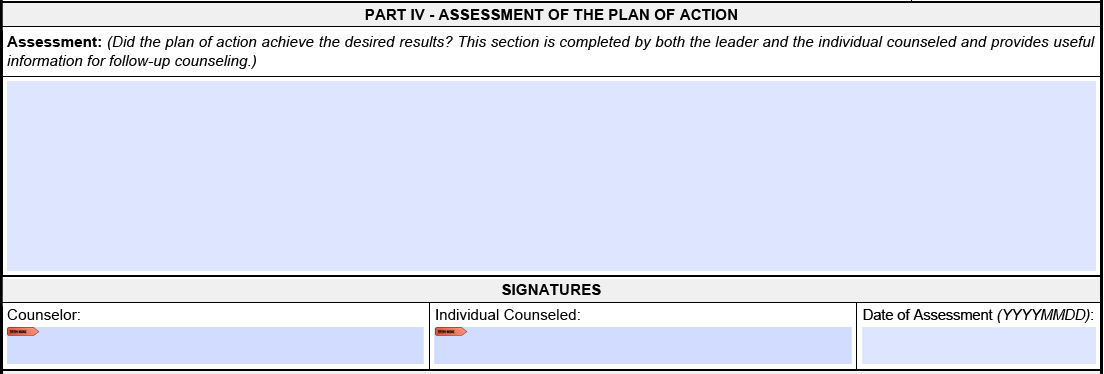 PART IV - ASSESSMENT OF THE PLAN OF ACTION
Assessment: (Did the plan of action achieve the desired results? This section is completed by both the leader and the individual counseled and provides useful
information for follow-up counseling.)
SIGNATURES
Counselor:
Individual Counseled:
Date of Assessment (YYYYMMDD):